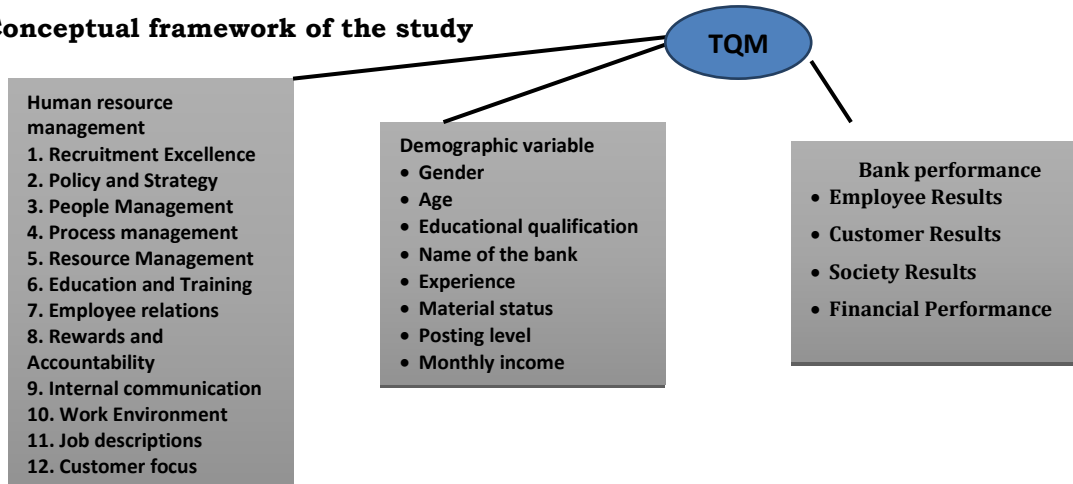 Conceptual framework of the study
TQM
Human resource
management
1. Recruitment Excellence
2. Policy and Strategy
3. People Management
4. Process management
5. Resource Management
6. Education and Training
7. Employee relations
8. Rewards and
Accountability
9. Internal communication
10. Work Environment
11. Job descriptions
12. Customer focus
Demographic variable
• Gender
• Age
• Educational qualification
• Name of the bank
• Experience
• Material status
• Posting level
• Monthly income
Bank performance
• Employee Results
• Customer Results
• Society Results
• Financial Performance